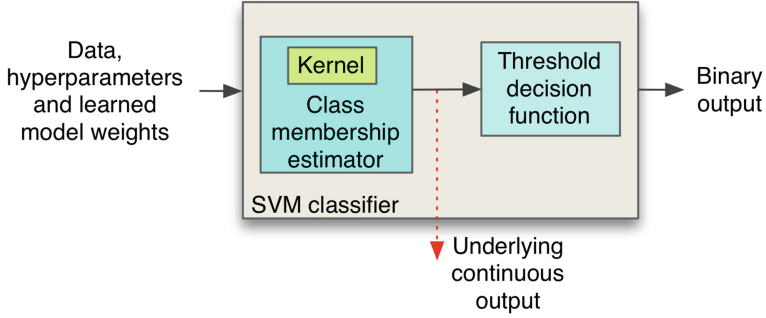 Data,
hyperparameters
and learned
model weights
Kernel
Class
membership
estimator
SVM classifier
Threshold
decision
function
Binary
output
Underlying
continuous
output